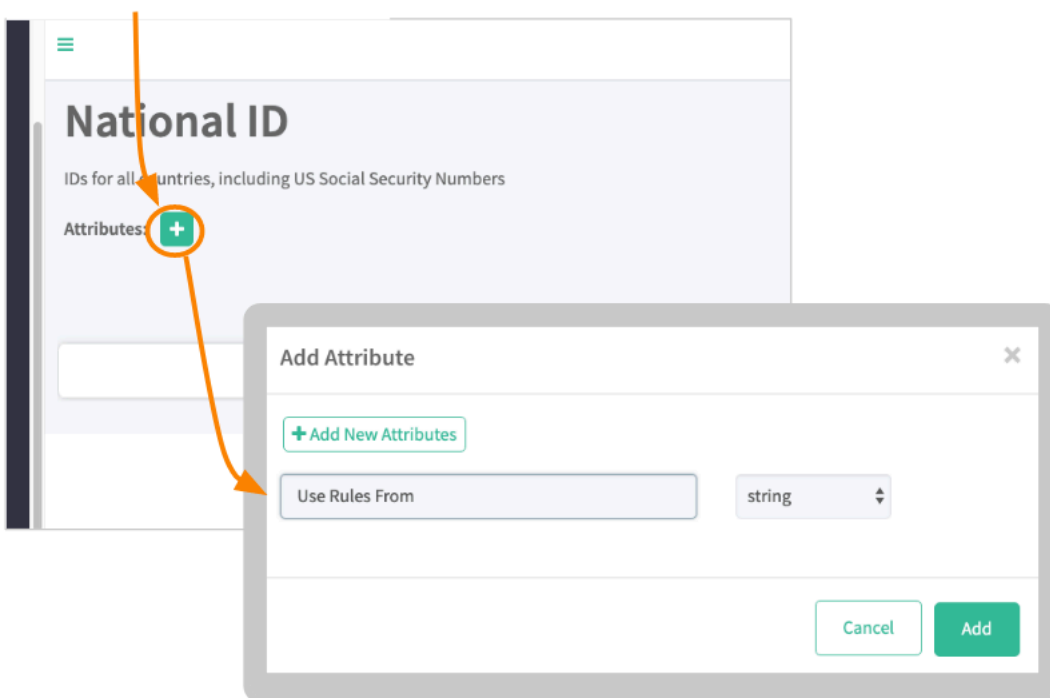 National ID
IDs for all countries, including US Social Security Numbers
Attributes:
Add Attribute
+ Add New Attributes
Use Rules From
string
Cancel
Add